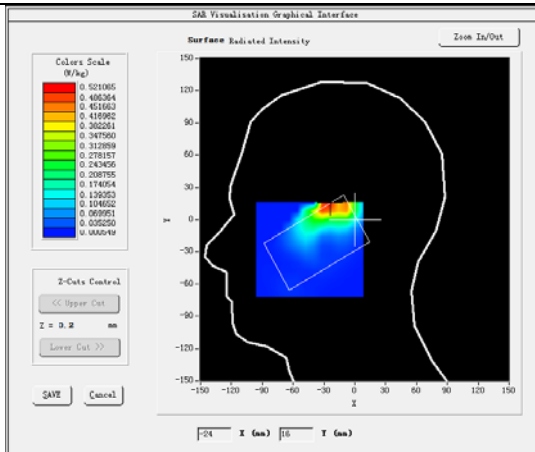 SAR Visualisation Graphical Interface
Surface Radiated Intensity
Zoom In/Out
Colors Scale
(W/kg)
0.521065
0.486364
0.451663
0.416962
0.382261
0.347560
0.312859
0.278157
0.243456
0.208755
0.174054
0.139353
0.104652
0.069951
0.035250
0.000549
Z-Cuts Control
<< Upper Cut
Z = 0.2 mm
Lower Cut >>
SAVE Cancel
150
120
90
60
30
0
-30
-60
-90
-120
-150
Y
-150 -120 -90 -60 -30 0 30 60 90 120 150
X
-24 X (mm) 16 Y (mm)